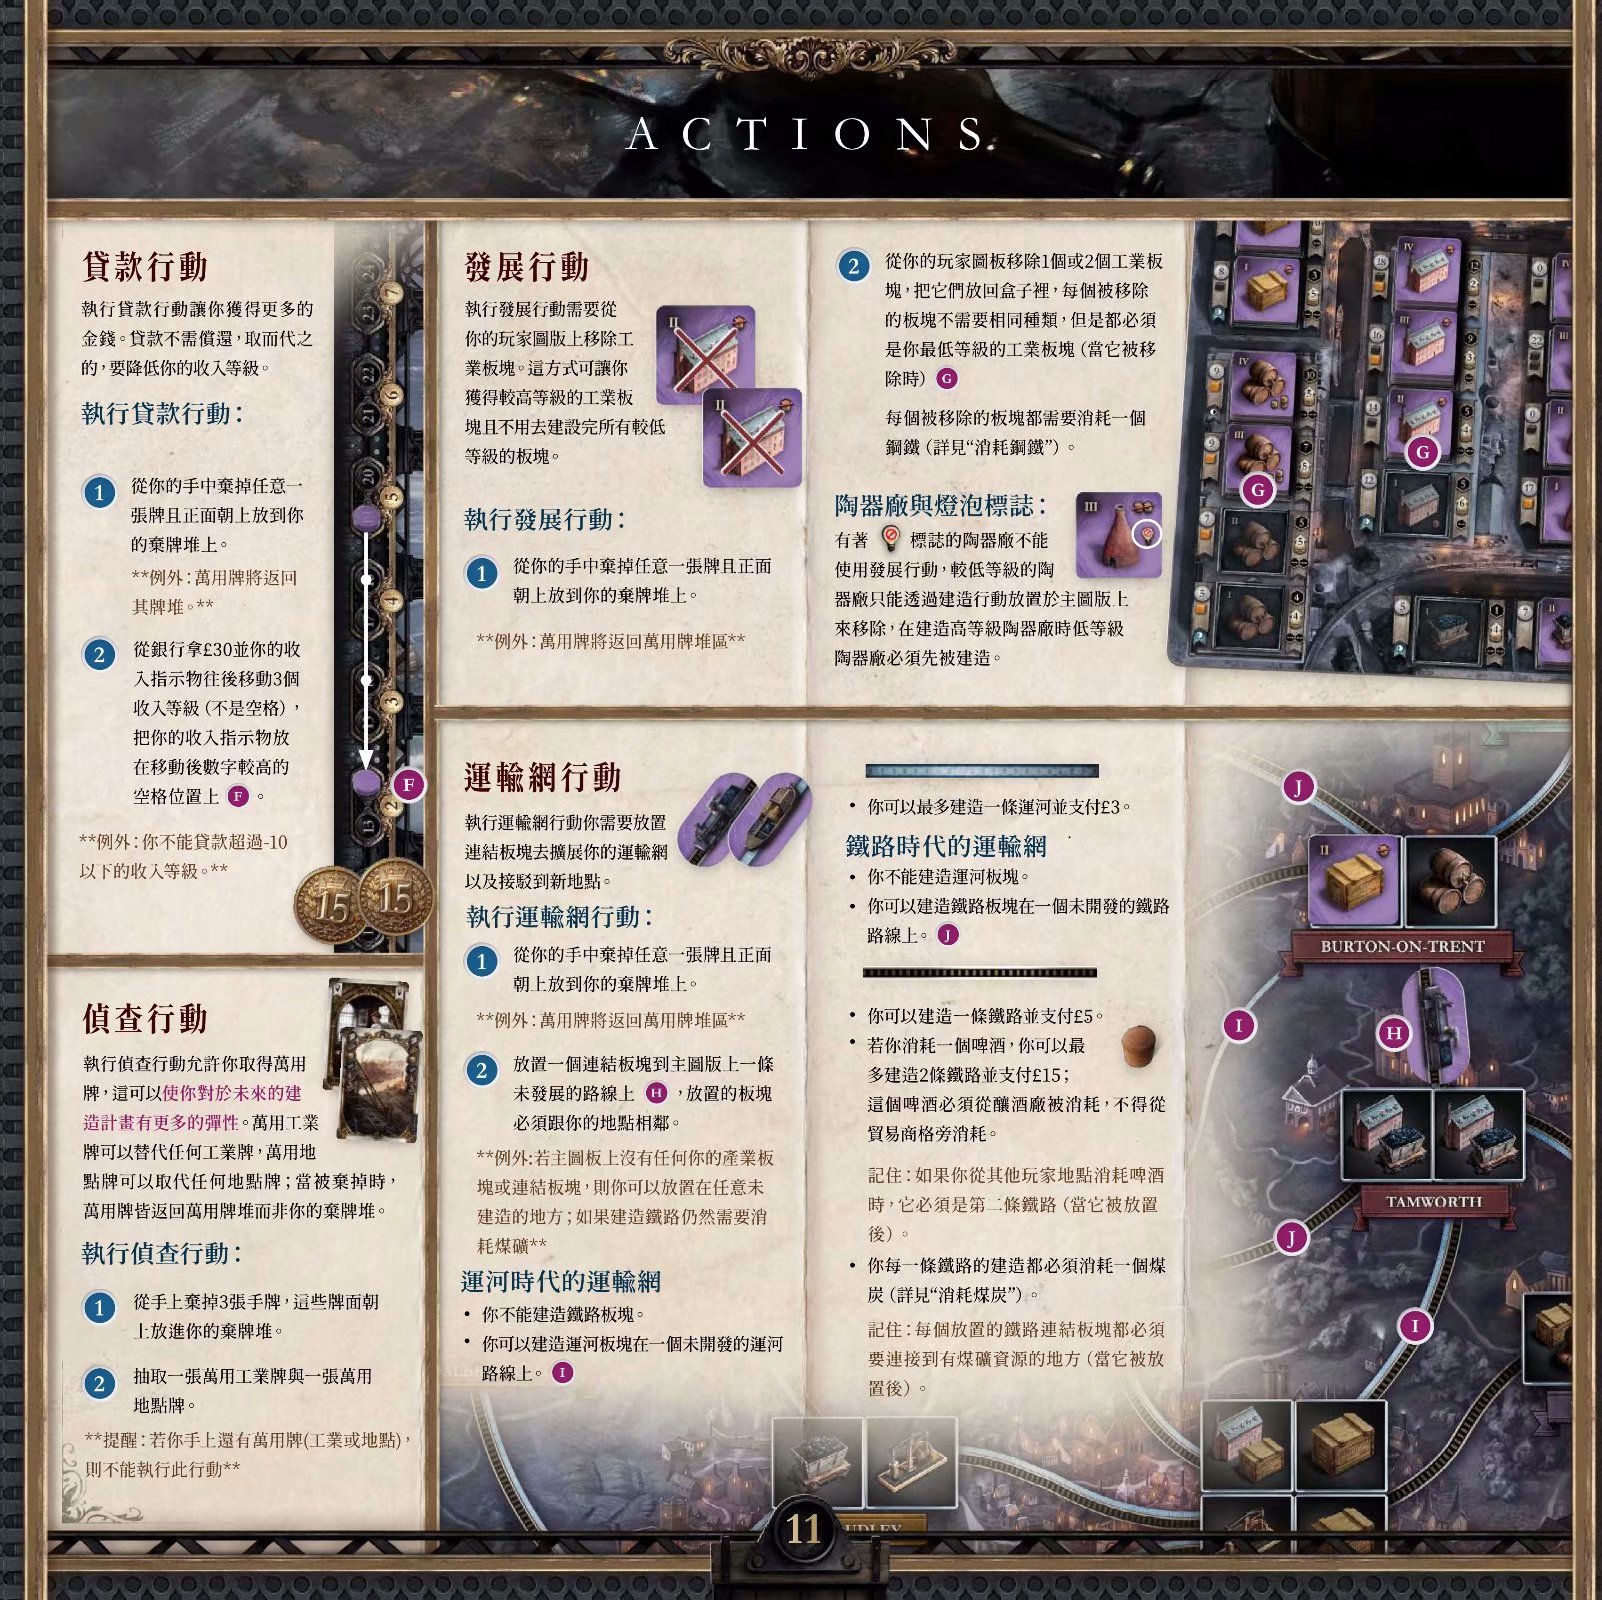 ACTIONS
貸款行動
執行貸款行動讓你獲得更多的
金錢。貸款不需償還,取而代之
的,要降低你的收入等級。
執行貸款行動:
1 從你的手中棄掉任意一
張牌且正面朝上放到你
的棄牌堆上。
**例外:萬用牌將返回
其牌堆。**
2 從銀行拿£30並你的收
入指示物往後移動3個
收入等級(不是空格),
把你的收入指示物放
在移動後數字較高的
空格位置上 F 。
**例外:你不能貸款超過-10
以下的收入等級。**
F
15
15
偵查行動
執行偵查行動允許你取得萬用
牌,這可以使你對於未來的建
造計畫有更多的彈性。萬用工業
牌可以替代任何工業牌,萬用地
點牌可以取代任何地點牌;當被棄掉時,
萬用牌皆返回萬用牌堆而非你的棄牌堆。
執行偵查行動:
1 從手上棄掉3張手牌,這些牌面朝
上放進你的棄牌堆。
2 抽取一張萬用工業牌與一張萬用
地點牌。
**提醒:若你手上還有萬用牌(工業或地點),
則不能執行此行動**
發展行動
執行發展行動需要從
你的玩家圖版上移除工
業板塊。這方式可讓你
獲得較高等級的工業板
塊且不用去建設完所有較低
等級的板塊。
II
II
執行發展行動:
1 從你的手中棄掉任意一張牌且正面
朝上放到你的棄牌堆上。
**例外:萬用牌將返回萬用牌堆區**
2 從你的玩家圖板移除1個或2個工業板
塊,把它們放回盒子裡,每個被移除
的板塊不需要相同種類,但是都必須
是你最低等級的工業板塊(當它被移
除時) G
每個被移除的板塊都需要消耗一個
鋼鐵(詳見“消耗鋼鐵”)。
陶器廠與燈泡標誌:
有著 標誌的陶器廠不能
使用發展行動,較低等級的陶
器廠只能透過建造行動放置於主圖版上
來移除,在建造高等級陶器廠時低等級
陶器廠必須先被建造。
III
G
G
運輸網行動
執行運輸網行動你需要放置
連結板塊去擴展你的運輸網
以及接駁到新地點。
執行運輸網行動:
1 從你的手中棄掉任意一張牌且正面
朝上放到你的棄牌堆上。
**例外:萬用牌將返回萬用牌堆區**
2 放置一個連結板塊到主圖版上一條
未發展的路線上 H ,放置的板塊
必須跟你的地點相鄰。
**例外:若主圖板上沒有任何你的產業板
塊或連結板塊,則你可以放置在任意未
建造的地方;如果建造鐵路仍然需要消
耗煤礦**
運河時代的運輸網
• 你不能建造鐵路板塊。
• 你可以建造運河板塊在一個未開發的運河
路線上。 I
• 你可以最多建造一條運河並支付£3。
鐵路時代的運輸網
• 你不能建造運河板塊。
• 你可以建造鐵路板塊在一個未開發的鐵路
路線上。 J
• 你可以建造一條鐵路並支付£5。
• 若你消耗一個啤酒,你可以最
多建造2條鐵路並支付£15;
這個啤酒必須從釀酒廠被消耗,不得從
貿易商格旁消耗。
記住:如果你從其他玩家地點消耗啤酒
時,它必須是第二條鐵路(當它被放置
後)。
• 你每一條鐵路的建造都必須消耗一個煤
炭(詳見“消耗煤炭”)。
記住:每個放置的鐵路連結板塊都必須
要連接到有煤礦資源的地方(當它被放
置後)。
J
II
BURTON-ON-TRENT
I
H
TAMWORTH
J
I
11